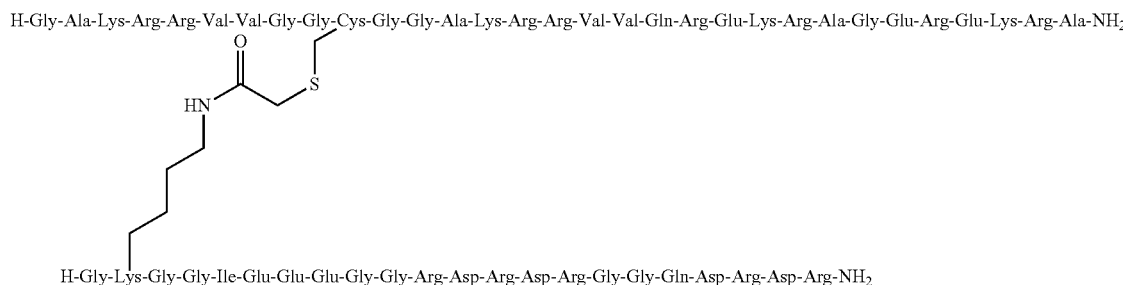 H-Gly-Ala-Lys-Arg-Arg-Val-Val-Gly-Gly-Cys-Gly-Gly-Ala-Lys-Arg-Arg-Val-Val-Gln-Arg-Glu-Lys-Arg-Ala-Gly-Glu-Arg-Glu-Lys-Arg-Ala-NH2
O
S
HN
H-Gly-Lys-Gly-Gly-Ile-Glu-Glu-Glu-Gly-Gly-Arg-Asp-Arg-Asp-Arg-Gly-Gly-Gln-Asp-Arg-Asp-Arg-NH2